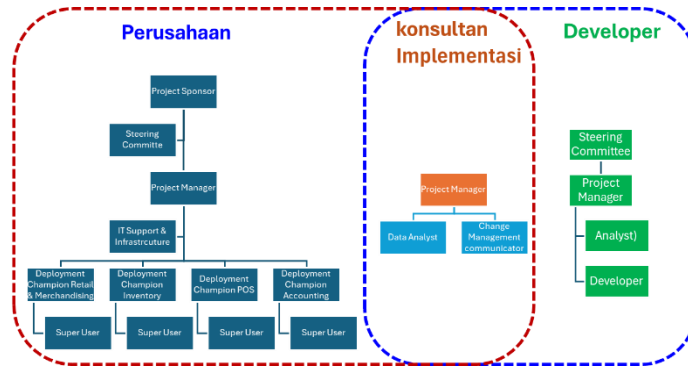 Perusahaan
konsultan
Implementasi
Developer
Project Sponsor
Steering
Committe
Project Manager
IT Support &
Infrastrcuture
Deployment
Champion Retail
& Merchandising
Deployment
Champion
Inventory
Deployment
Champion POS
Deployment
Champion
Accounting
Super User
Super User
Super User
Super User
Project Manager
Data Analyst
Change
Management
communicator
Steering
Committee
Project
Manager
Analyst)
Developer